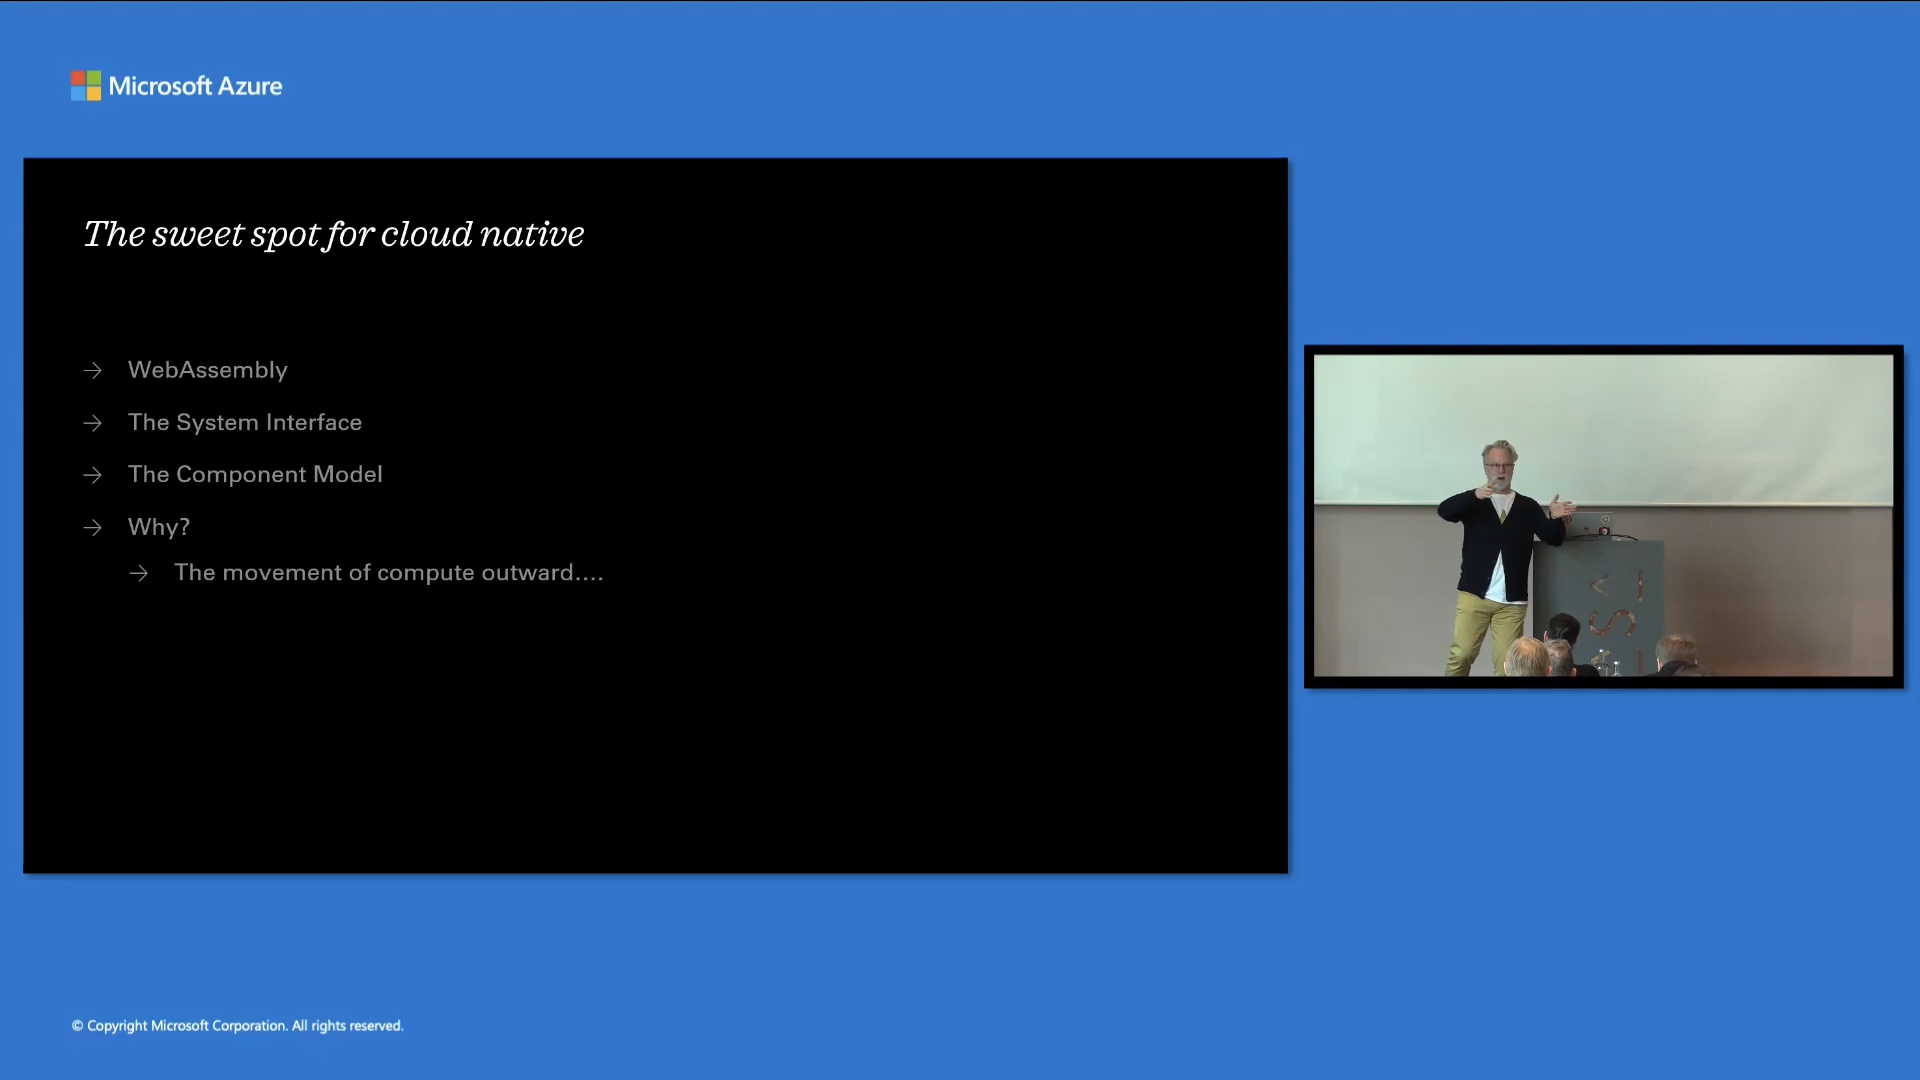 Microsoft Azure
The sweet spot for cloud native
→ WebAssembly
→ The System Interface
→ The Component Model
→ Why?
→ The movement of compute outward....
© Copyright Microsoft Corporation. All rights reserved.